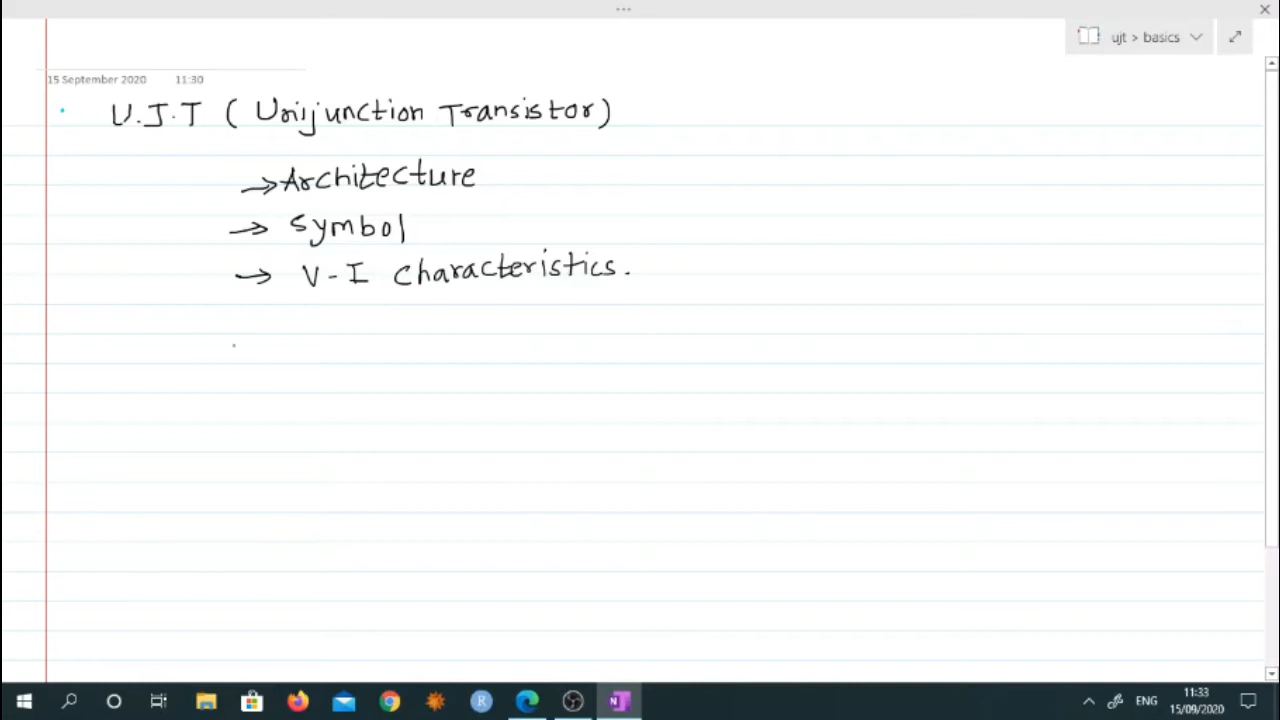 ujt > basics
15 September 2020 11:30
U.J.T ( Unijunction Transistor)
→ Architecture
→ Symbol
→ V-I characteristics.
ENG
11:33
15/09/2020